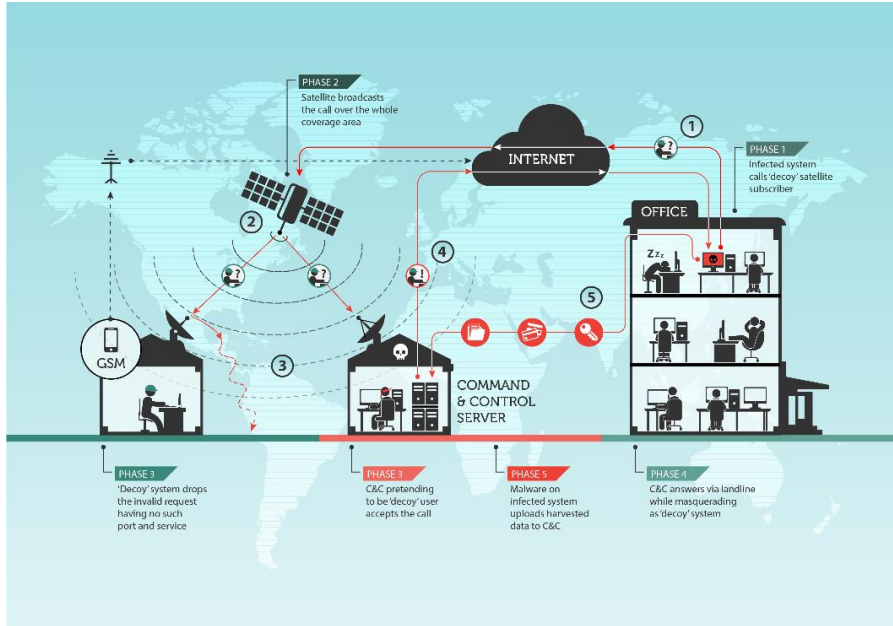 PHASE 2
Satellite broadcasts
the call over the whole
coverage area
1
INTERNET
PHASE 1
Infected system
calls 'decoy' satellite
subscriber
?
OFFICE
2
?
?
4
!
Zzz
5
GSM
3
COMMAND
& CONTROL
SERVER
PHASE 3
'Decoy' system drops
the invalid request
having no such
port and service
PHASE 3
C&C pretending
to be 'decoy' user
accepts the call
PHASE 5
Malware on
infected system
uploads harvested
data to C&C
PHASE 4
C&C answers via landline
while masquerading
as 'decoy' system